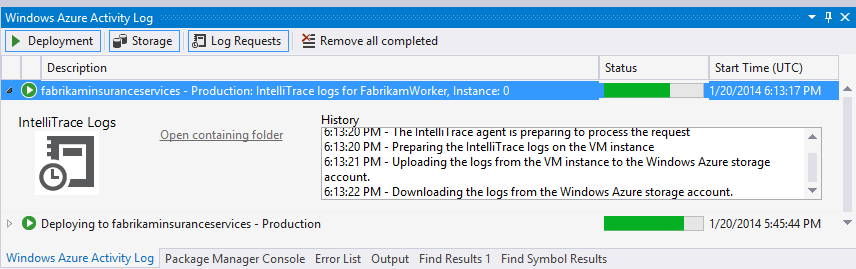 Windows Azure Activity Log
Deployment Storage Log Requests Remove all completed
Description Status Start Time (UTC)
fabrikaminsuranceservices - Production: IntelliTrace logs for FabrikamWorker, Instance: 0 1/20/2014 6:13:17 PM
IntelliTrace Logs
Open containing folder
History
6:13:20 PM - The IntelliTrace agent is preparing to process the request
6:13:20 PM - Preparing the IntelliTrace logs on the VM instance
6:13:21 PM - Uploading the logs from the VM instance to the Windows Azure storage
account.
6:13:22 PM - Downloading the logs from the Windows Azure storage account.
Deploying to fabrikaminsuranceservices - Production 1/20/2014 5:45:44 PM
Windows Azure Activity Log Package Manager Console Error List Output Find Results 1 Find Symbol Results